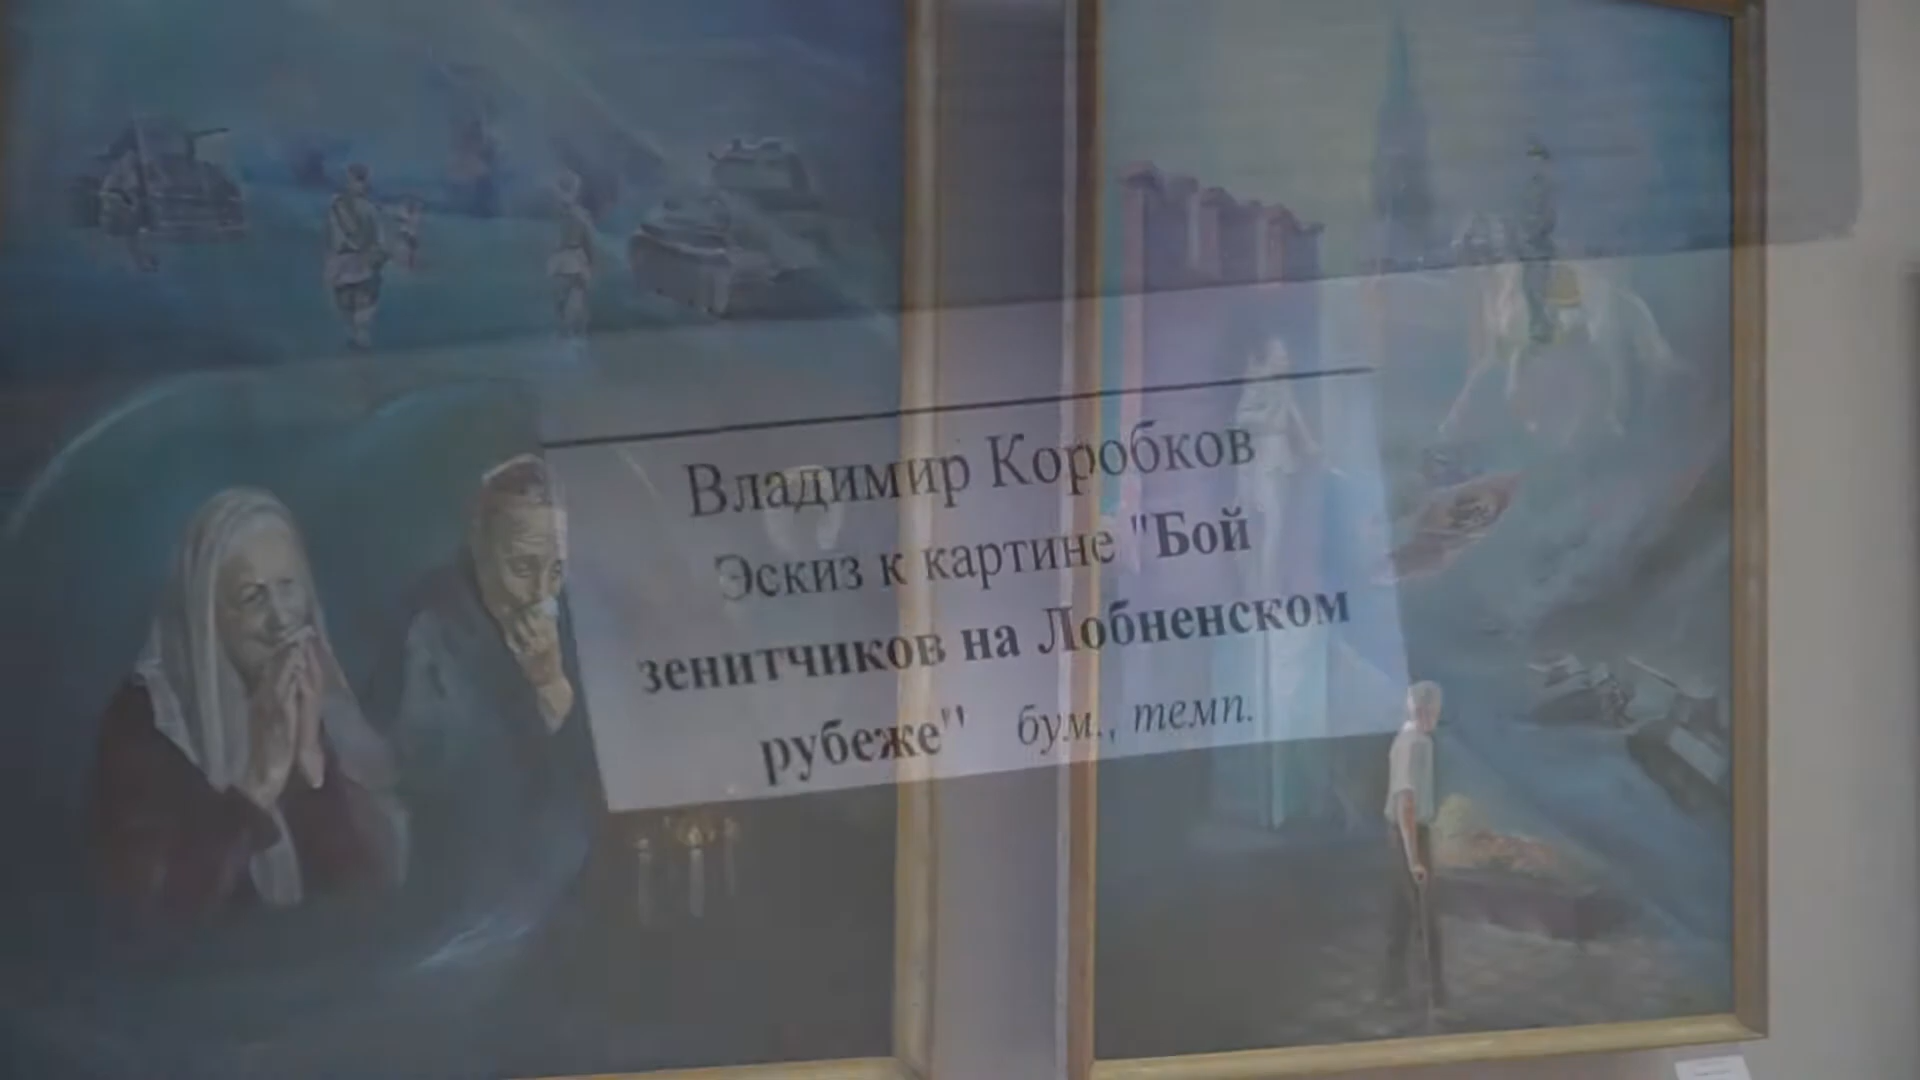 Владимир Коробков
Эскиз к картине "Бой
зенитчиков на Лобненском
рубеже" бум., темп.